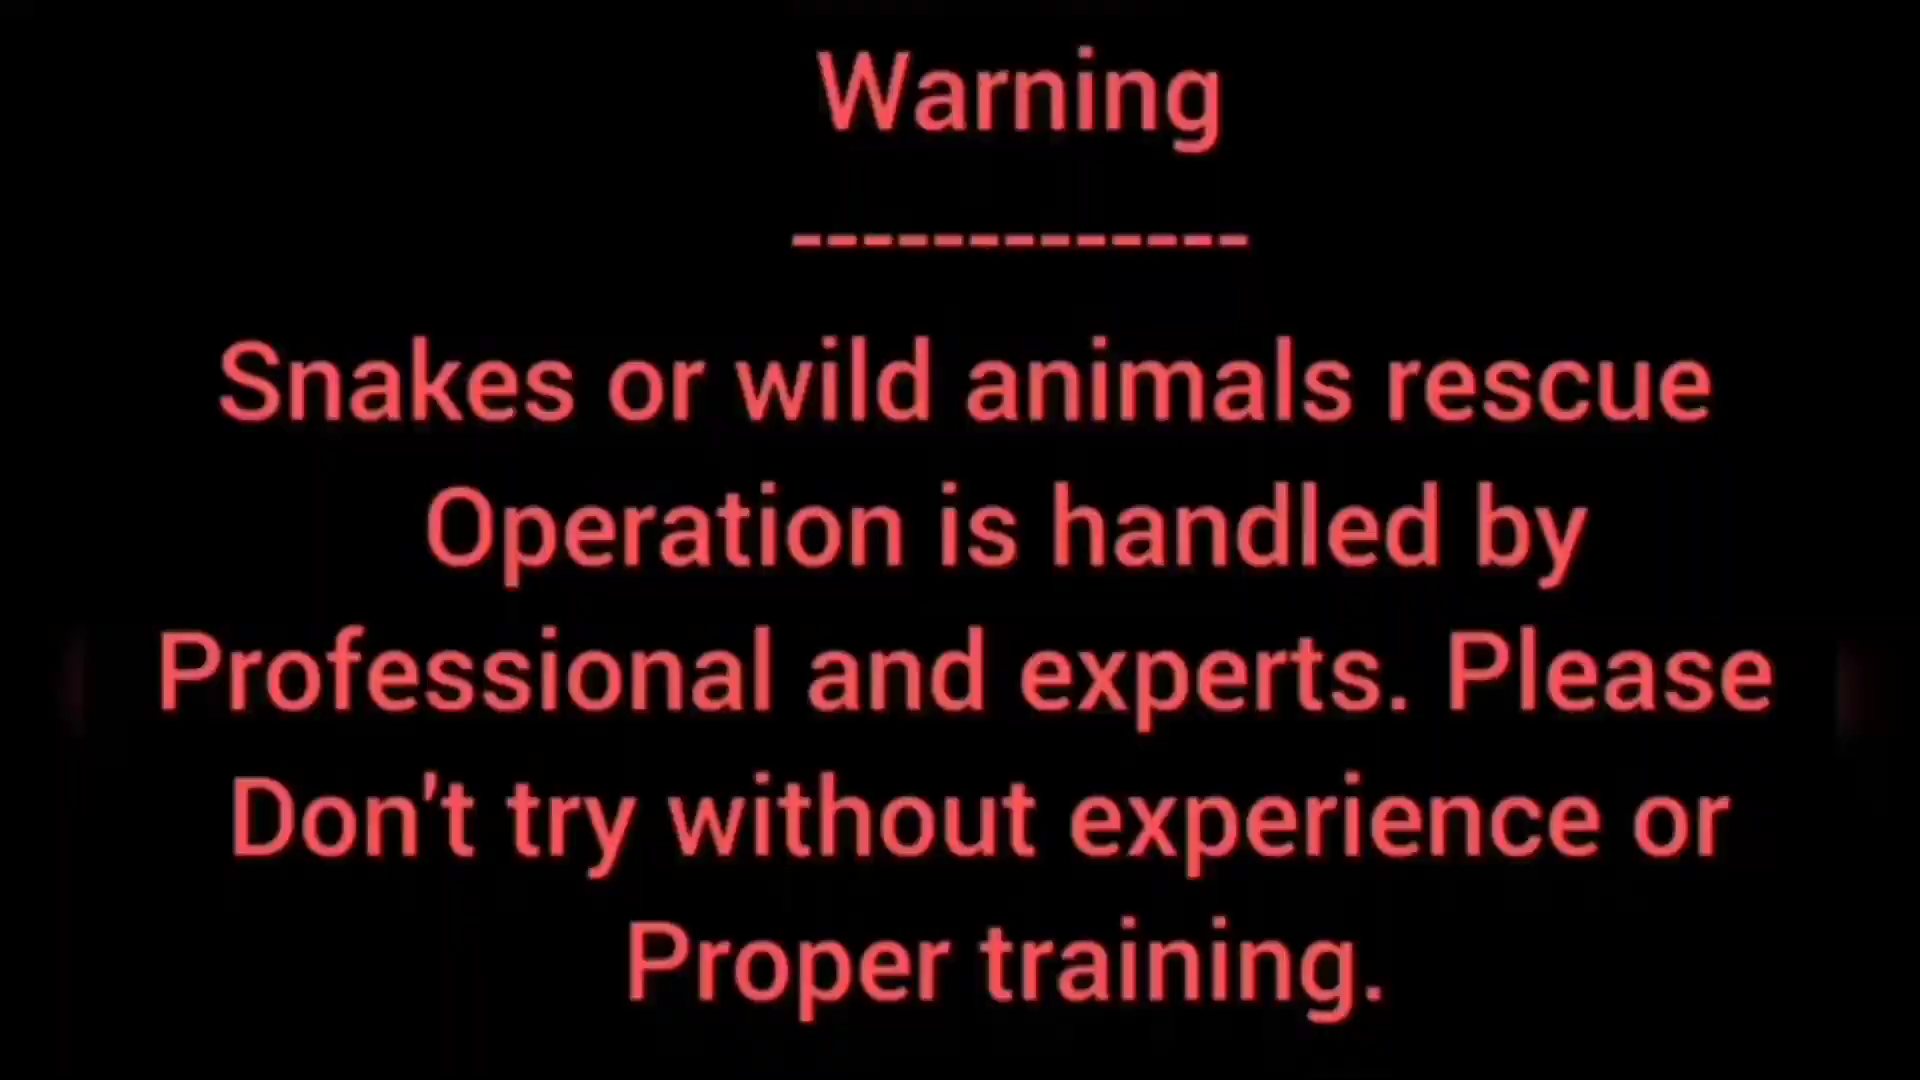 Warning
-------------
Snakes or wild animals rescue
Operation is handled by
Professional and experts. Please
Don't try without experience or
Proper training.